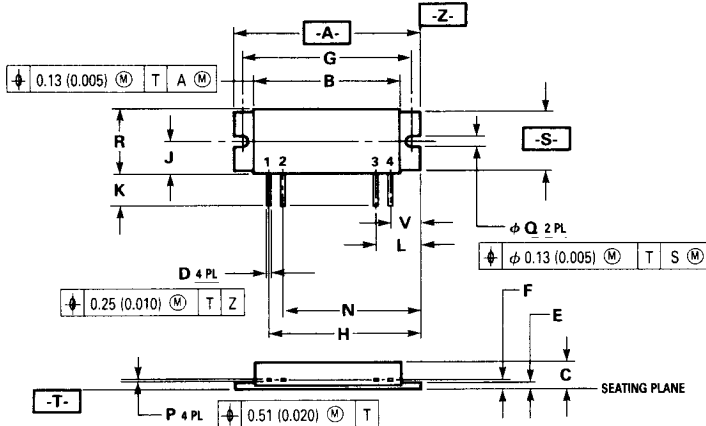 -Z-
-A-
G
⌖ 0.13 (0.005) Ⓜ T A Ⓜ
B
R
J
-S-
1 2 3 4
K
V
L
ϕ Q 2 PL
⌖ ϕ 0.13 (0.005) Ⓜ T S Ⓜ
D 4 PL
⌖ 0.25 (0.010) Ⓜ T Z
N
H
F
E
C
-T-
SEATING PLANE
P 4 PL ⌖ 0.51 (0.020) Ⓜ T